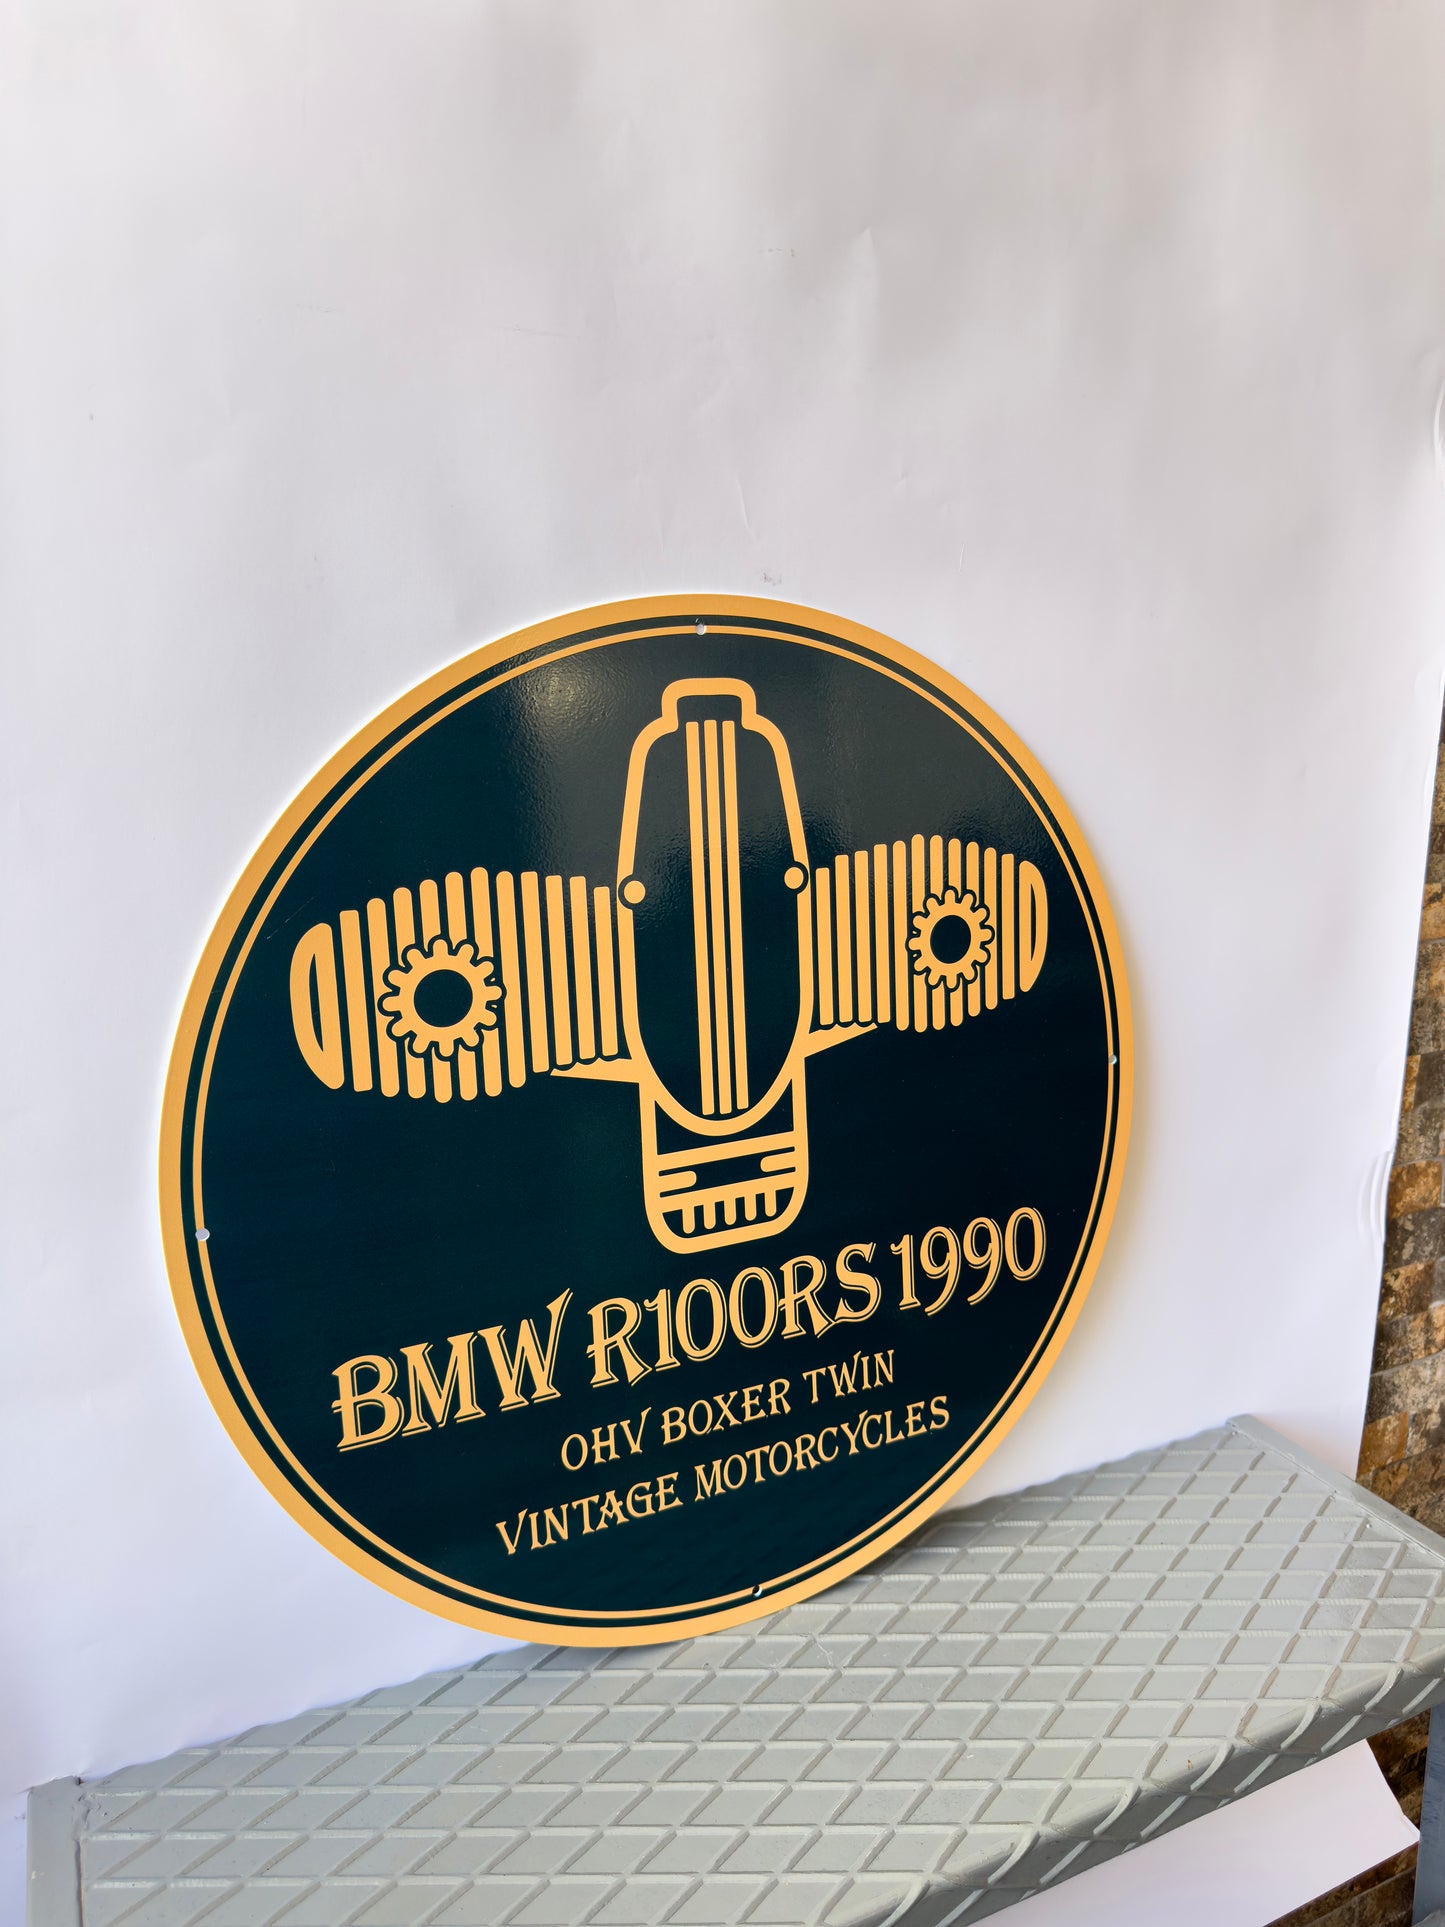 BMW R100RS 1990
OHV BOXER TWIN
VINTAGE MOTORCYCLES